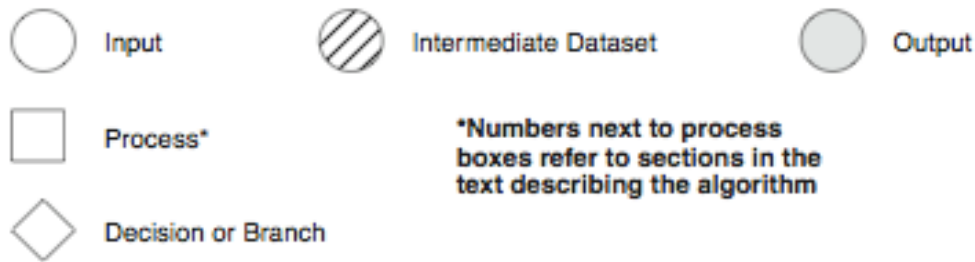 Input
Intermediate Dataset
Output
Process*
*Numbers next to process
boxes refer to sections in the
text describing the algorithm
Decision or Branch